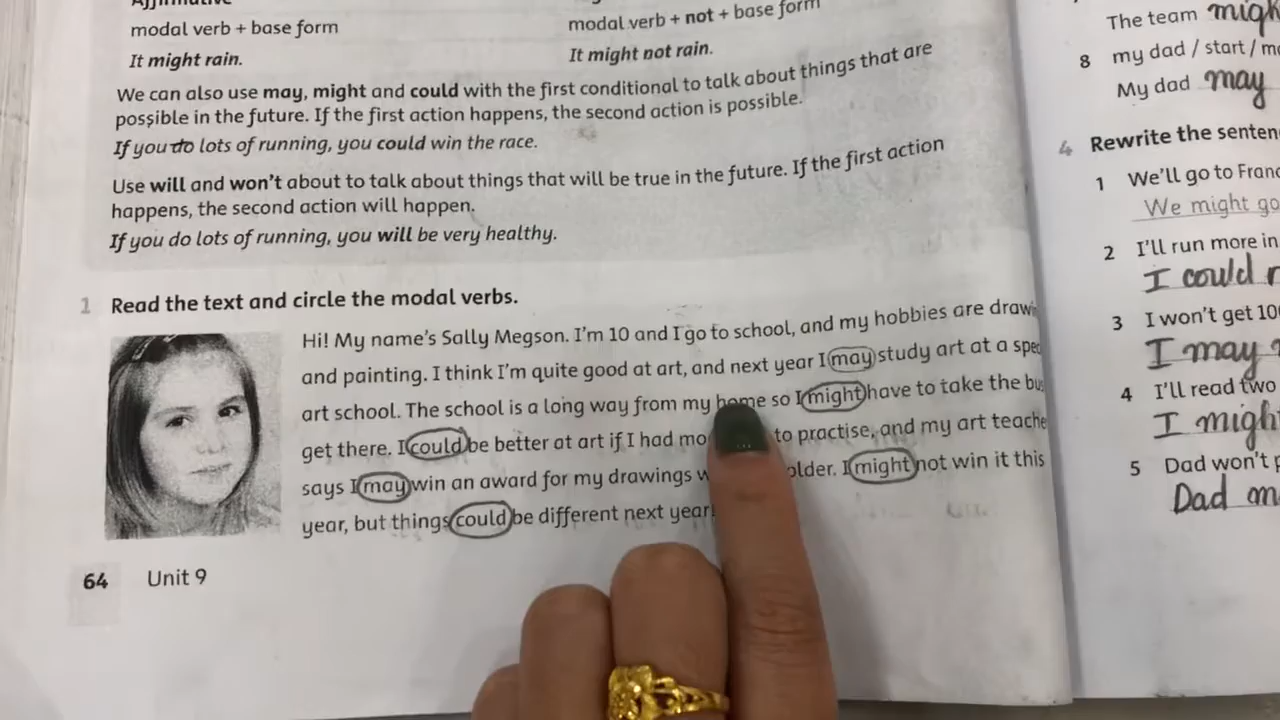 Affirmative
modal verb + base form
It might rain.
modal verb + not + base form
It might not rain.
We can also use may, might and could with the first conditional to talk about things that are
possible in the future. If the first action happens, the second action is possible.
If you do lots of running, you could win the race.
Use will and won't about to talk about things that will be true in the future. If the first action
happens, the second action will happen.
If you do lots of running, you will be very healthy.
1 Read the text and circle the modal verbs.
Hi! My name's Sally Megson. I'm 10 and I go to school, and my hobbies are
and painting. I think I'm quite good at art, and next year I may study art at a
art school. The school is a long way from my home so I might have to take the
get there. I could be better at art if I had to practise, and my art
says I may win an award for my drawings older. I might not win it this
year, but things could be different next year!
64 Unit 9
The team
8 my dad / start /
My dad may
4 Rewrite the
1 We'll go to
We might go
2 I'll run more in
I could
3 I won't get
I may
4 I'll read two
I
5 Dad won't
Dad